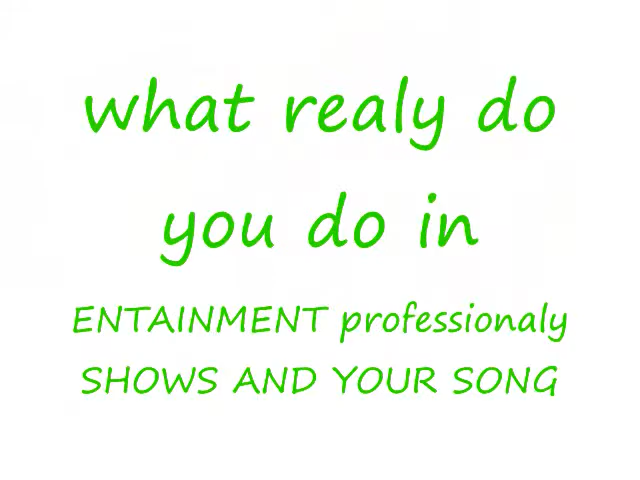 what realy do
you do in
ENTAINMENT professionaly
SHOWS AND YOUR SONG